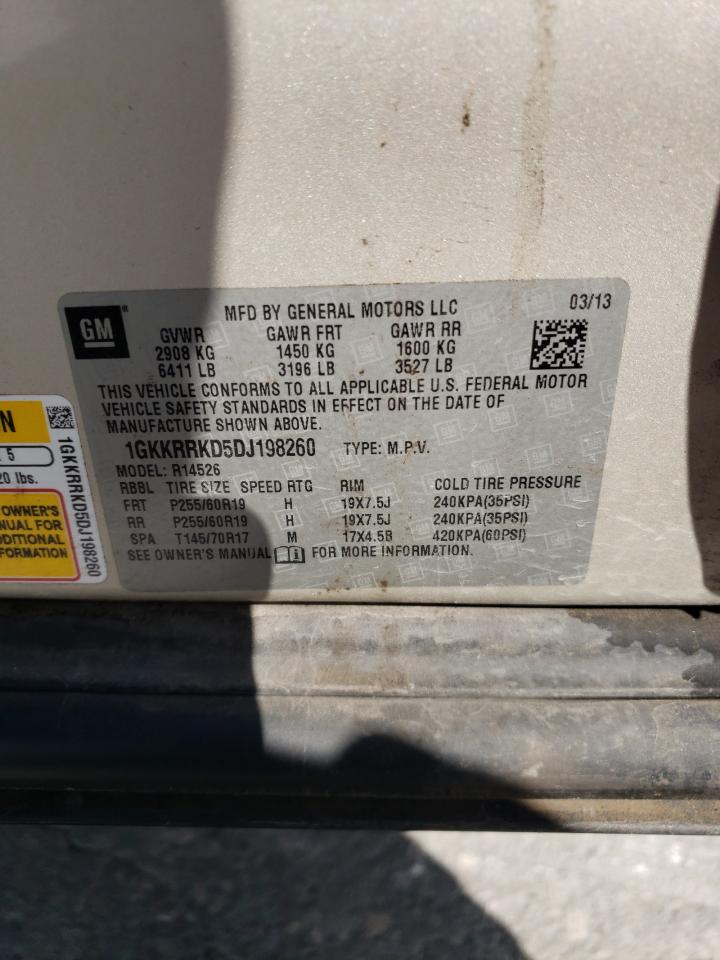 GM
MFD BY GENERAL MOTORS LLC 03/13
GVWR GAWR FRT GAWR RR
2908 KG 1450 KG 1600 KG
6411 LB 3196 LB 3527 LB
THIS VEHICLE CONFORMS TO ALL APPLICABLE U.S. FEDERAL MOTOR
VEHICLE SAFETY STANDARDS IN EFFECT ON THE DATE OF
MANUFACTURE SHOWN ABOVE.
1GKKRRKD5DJ198260 TYPE: M.P.V.
MODEL: R14526
RBBL TIRE SIZE SPEED RTG RIM COLD TIRE PRESSURE
FRT P255/60R19 H 19X7.5J 240KPA(35PSI)
RR P255/60R19 H 19X7.5J 240KPA(35PSI)
SPA T145/70R17 M 17X4.5B 420KPA(60PSI)
SEE OWNER'S MANUAL FOR MORE INFORMATION.
N
5
20 lbs.
OWNER'S
FOR
INFORMATION
1GKKRRKD5DJ198260